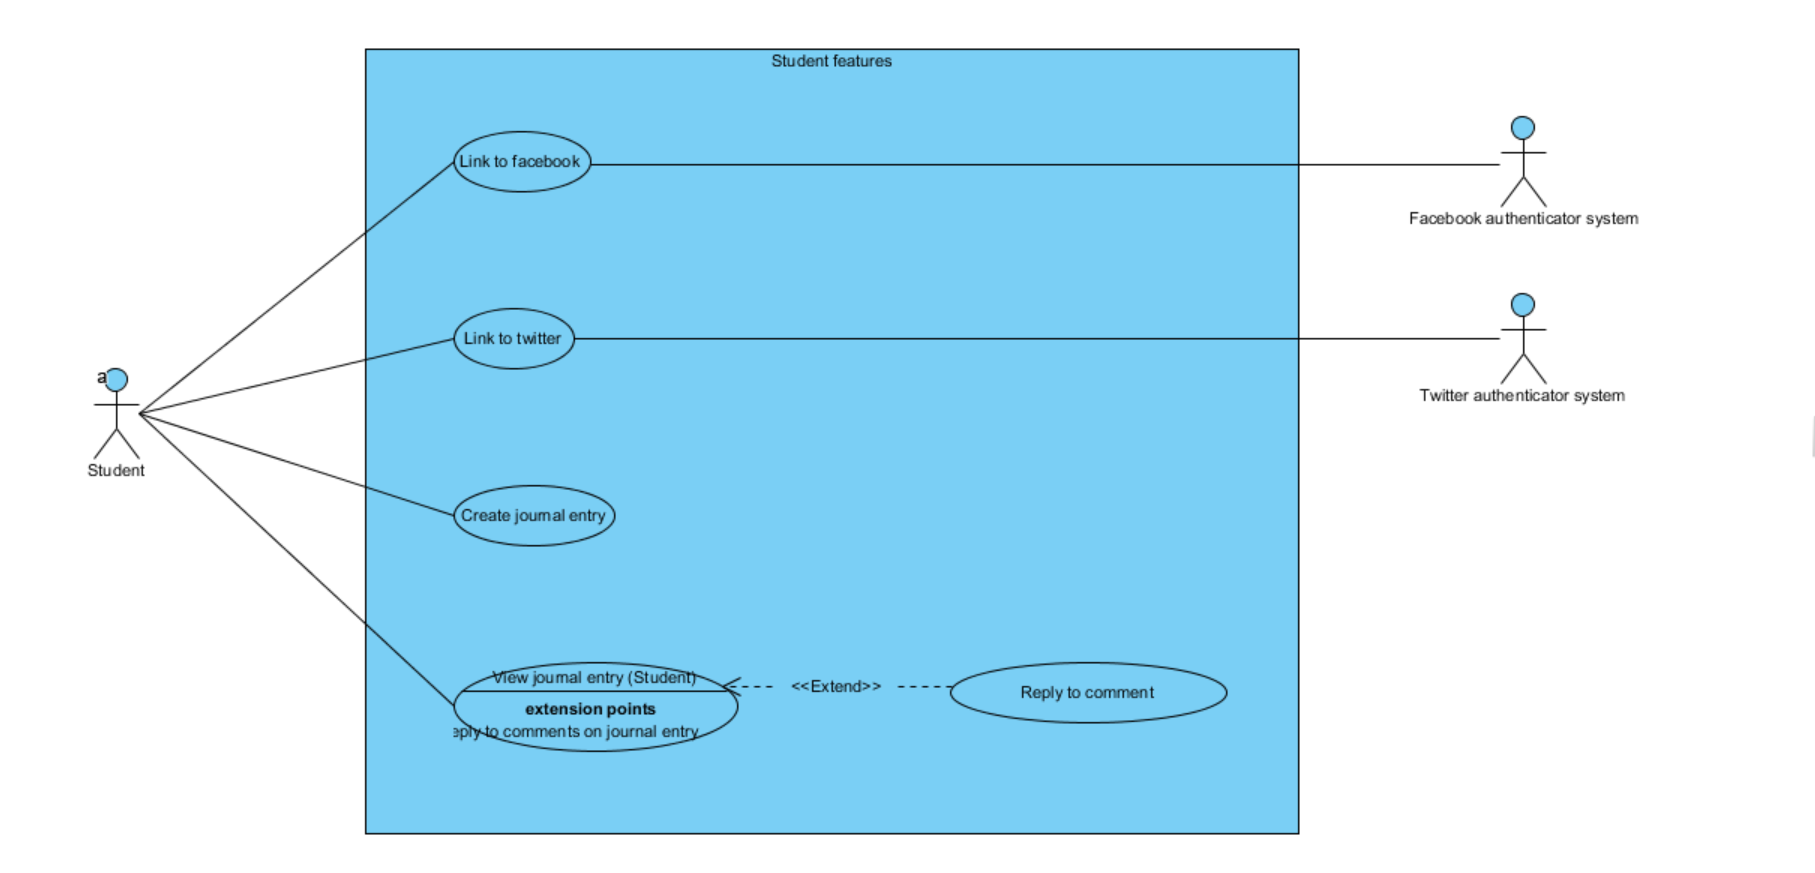 Student features
Link to facebook
Facebook authenticator system
Link to twitter
Twitter authenticator system
a
Student
Create journal entry
View journal entry (Student)
<<Extend>>
Reply to comment
extension points
eply to comments on journal entry